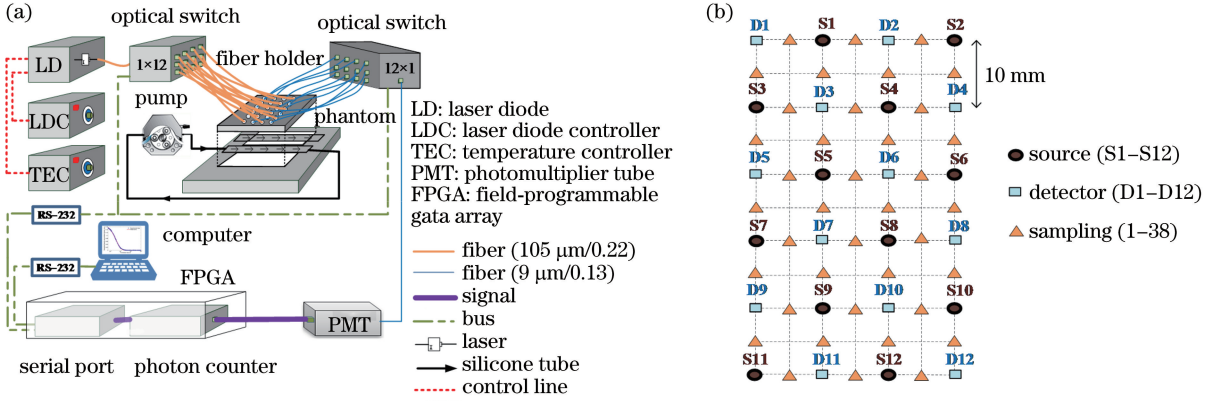 (a)
optical switch
optical switch
LD
1×12
fiber holder
12×1
pump
phantom
LDC
TEC
LD: laser diode
LDC: laser diode controller
TEC: temperature controller
PMT: photomultiplier tube
FPGA: field-programmable
gata array
RS-232
computer
RS-232
FPGA
PMT
serial port
photon counter
fiber (105 μm/0.22)
fiber (9 μm/0.13)
signal
bus
laser
silicone tube
control line
(b)
D1 S1 D2 S2
10 mm
S3 D3 S4 D4
D5 S5 D6 S6
S7 D7 S8 D8
D9 S9 D10 S10
S11 D11 S12 D12
source (S1–S12)
detector (D1–D12)
sampling (1–38)